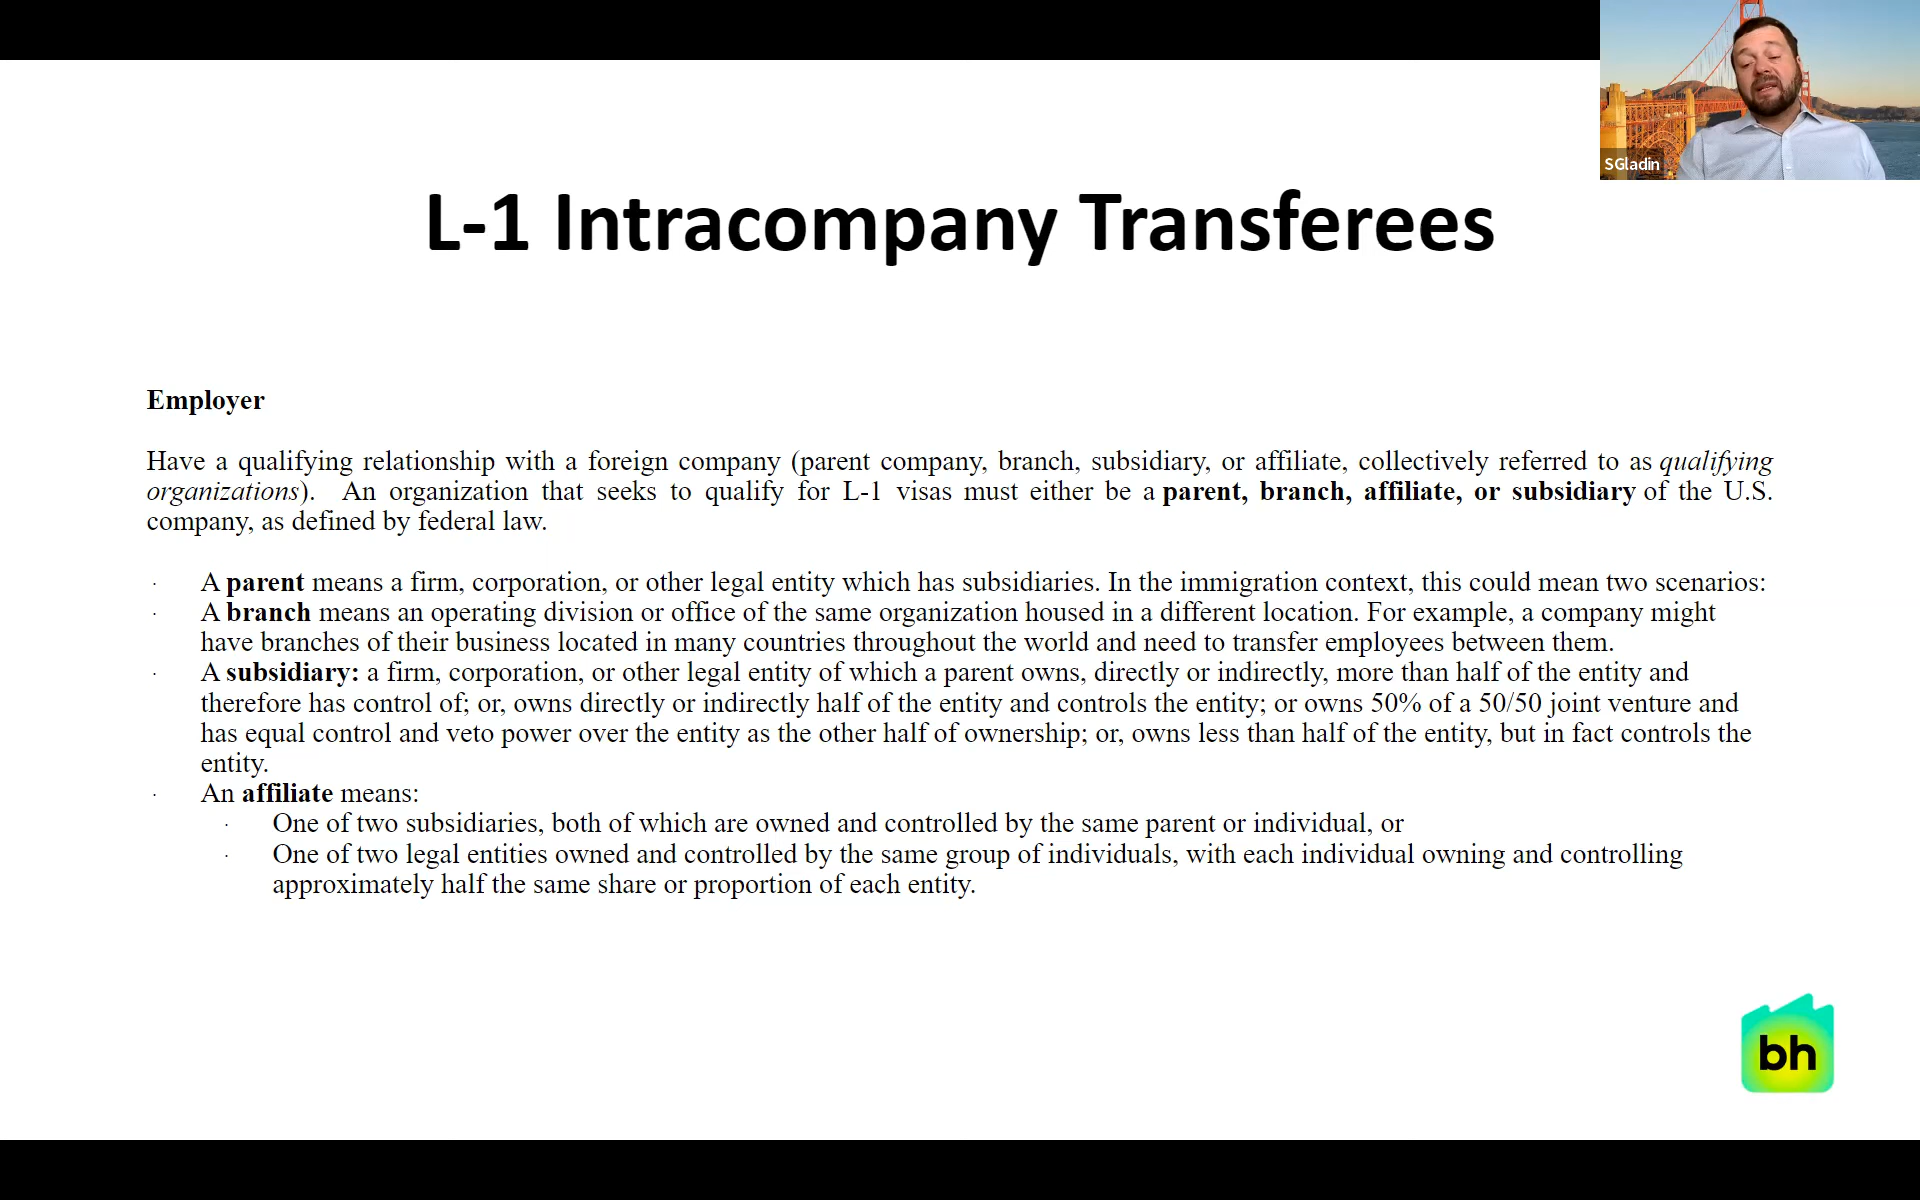 SGladin
L-1 Intracompany Transferees
Employer
Have a qualifying relationship with a foreign company (parent company, branch, subsidiary, or affiliate, collectively referred to as qualifying
organizations). An organization that seeks to qualify for L-1 visas must either be a parent, branch, affiliate, or subsidiary of the U.S.
company, as defined by federal law.
· A parent means a firm, corporation, or other legal entity which has subsidiaries. In the immigration context, this could mean two scenarios:
· A branch means an operating division or office of the same organization housed in a different location. For example, a company might
have branches of their business located in many countries throughout the world and need to transfer employees between them.
· A subsidiary: a firm, corporation, or other legal entity of which a parent owns, directly or indirectly, more than half of the entity and
therefore has control of; or, owns directly or indirectly half of the entity and controls the entity; or owns 50% of a 50/50 joint venture and
has equal control and veto power over the entity as the other half of ownership; or, owns less than half of the entity, but in fact controls the
entity.
· An affiliate means:
· One of two subsidiaries, both of which are owned and controlled by the same parent or individual, or
· One of two legal entities owned and controlled by the same group of individuals, with each individual owning and controlling
approximately half the same share or proportion of each entity.
bh